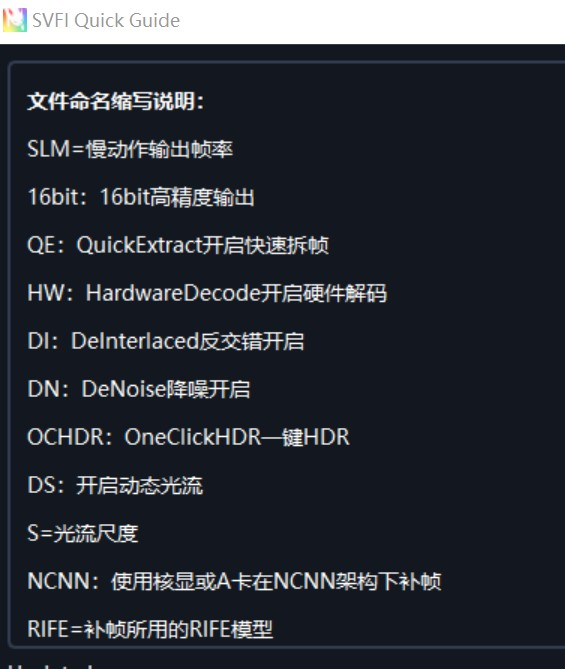 SVFI Quick Guide
文件命名缩写说明：
SLM=慢动作输出帧率
16bit：16bit高精度输出
QE：QuickExtract开启快速拆帧
HW：HardwareDecode开启硬件解码
DI：DeInterlaced反交错开启
DN：DeNoise降噪开启
OCHDR：OneClickHDR一键HDR
DS：开启动态光流
S=光流尺度
NCNN：使用核显或A卡在NCNN架构下补帧
RIFE=补帧所用的RIFE模型